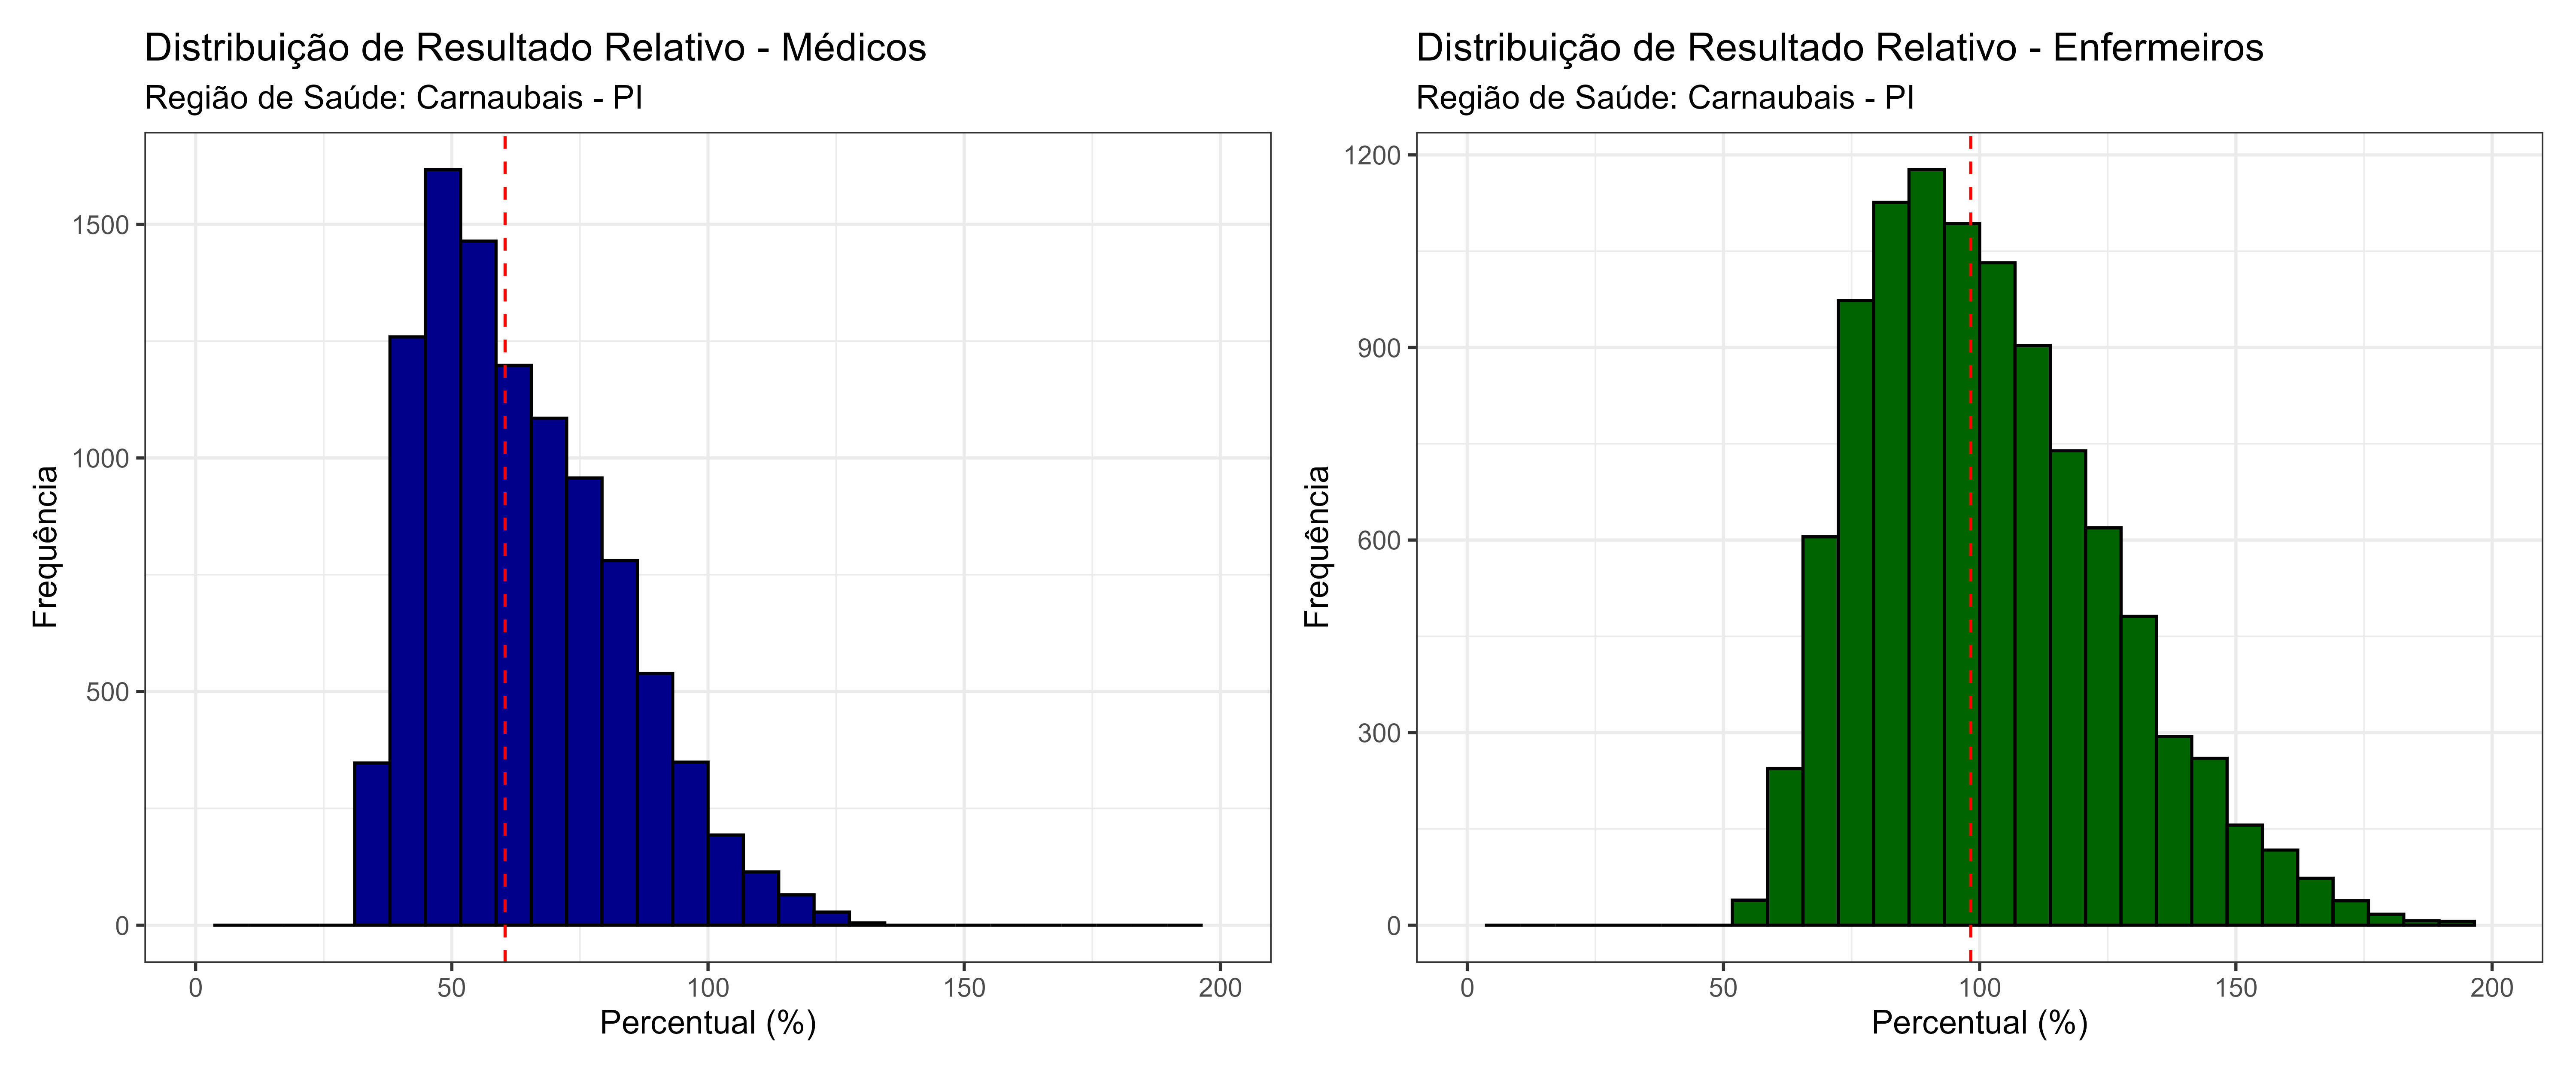 Distribuição de Resultado Relativo - Médicos
Região de Saúde: Carnaubais - PI
1500
1000
500
0
Frequência
0 50 100 150 200
Percentual (%)
Distribuição de Resultado Relativo - Enfermeiros
Região de Saúde: Carnaubais - PI
1200
900
600
300
0
Frequência
0 50 100 150 200
Percentual (%)